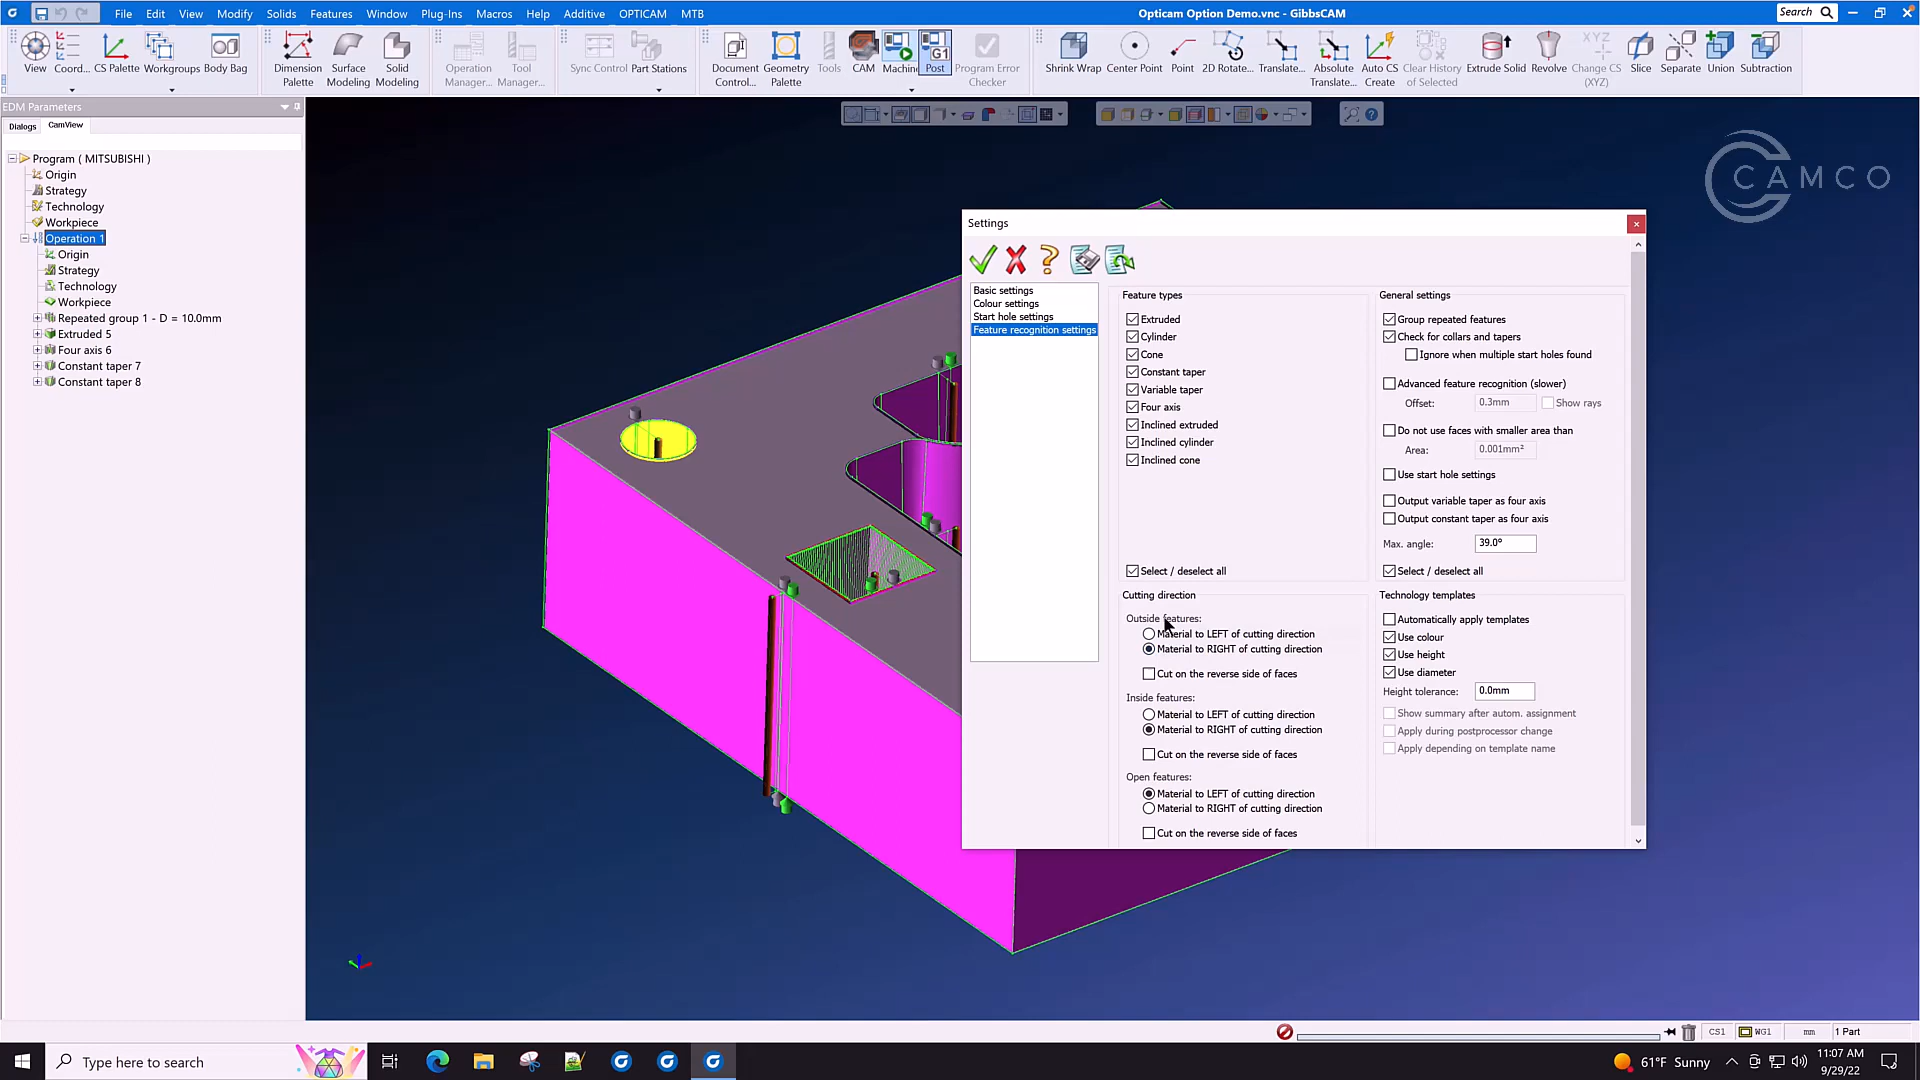 File Edit View Modify Solids Features Window Plug-Ins Macros Help Additive OPTICAM MTB
Opticam Option Demo.vnc - GibbsCAM
Search
View
Coord...
CS Palette
Workgroups
Body Bag
Dimension Palette
Surface Modeling
Solid Modeling
Operation Manager...
Tool Manager...
Sync Control
Part Stations
Document Control...
Geometry Palette
Tools
CAM
Machin
G1
Post
Program Error Checker
Shrink Wrap
Center Point
Point
2D Rotate...
Translate...
Absolute Translate...
Auto CS Create
Clear History of Selected
Extrude Solid
Revolve
XYZ
Change CS (XYZ)
Slice
Separate
Union
Subtraction
EDM Parameters
Dialogs
CamView
Program ( MITSUBISHI )
Origin
Strategy
Technology
Workpiece
Operation 1
Origin
Strategy
Technology
Workpiece
Repeated group 1 - D = 10.0mm
Extruded 5
Four axis 6
Constant taper 7
Constant taper 8
CAMCO
Settings
Basic settings
Colour settings
Start hole settings
Feature recognition settings
Feature types
Extruded
Cylinder
Cone
Constant taper
Variable taper
Four axis
Inclined extruded
Inclined cylinder
Inclined cone
Select / deselect all
Cutting direction
Outside features:
Material to LEFT of cutting direction
Material to RIGHT of cutting direction
Cut on the reverse side of faces
Inside features:
Material to LEFT of cutting direction
Material to RIGHT of cutting direction
Cut on the reverse side of faces
Open features:
Material to LEFT of cutting direction
Material to RIGHT of cutting direction
Cut on the reverse side of faces
General settings
Group repeated features
Check for collars and tapers
Ignore when multiple start holes found
Advanced feature recognition (slower)
Offset: 0.3mm Show rays
Do not use faces with smaller area than
Area: 0.001mm²
Use start hole settings
Output variable taper as four axis
Output constant taper as four axis
Max. angle: 39.0º
Select / deselect all
Technology templates
Automatically apply templates
Use colour
Use height
Use diameter
Height tolerance: 0.0mm
Show summary after autom. assignment
Apply during postprocessor change
Apply depending on template name
CS1 WG1 mm 1 Part
Type here to search
61°F Sunny
11:07 AM
9/29/22